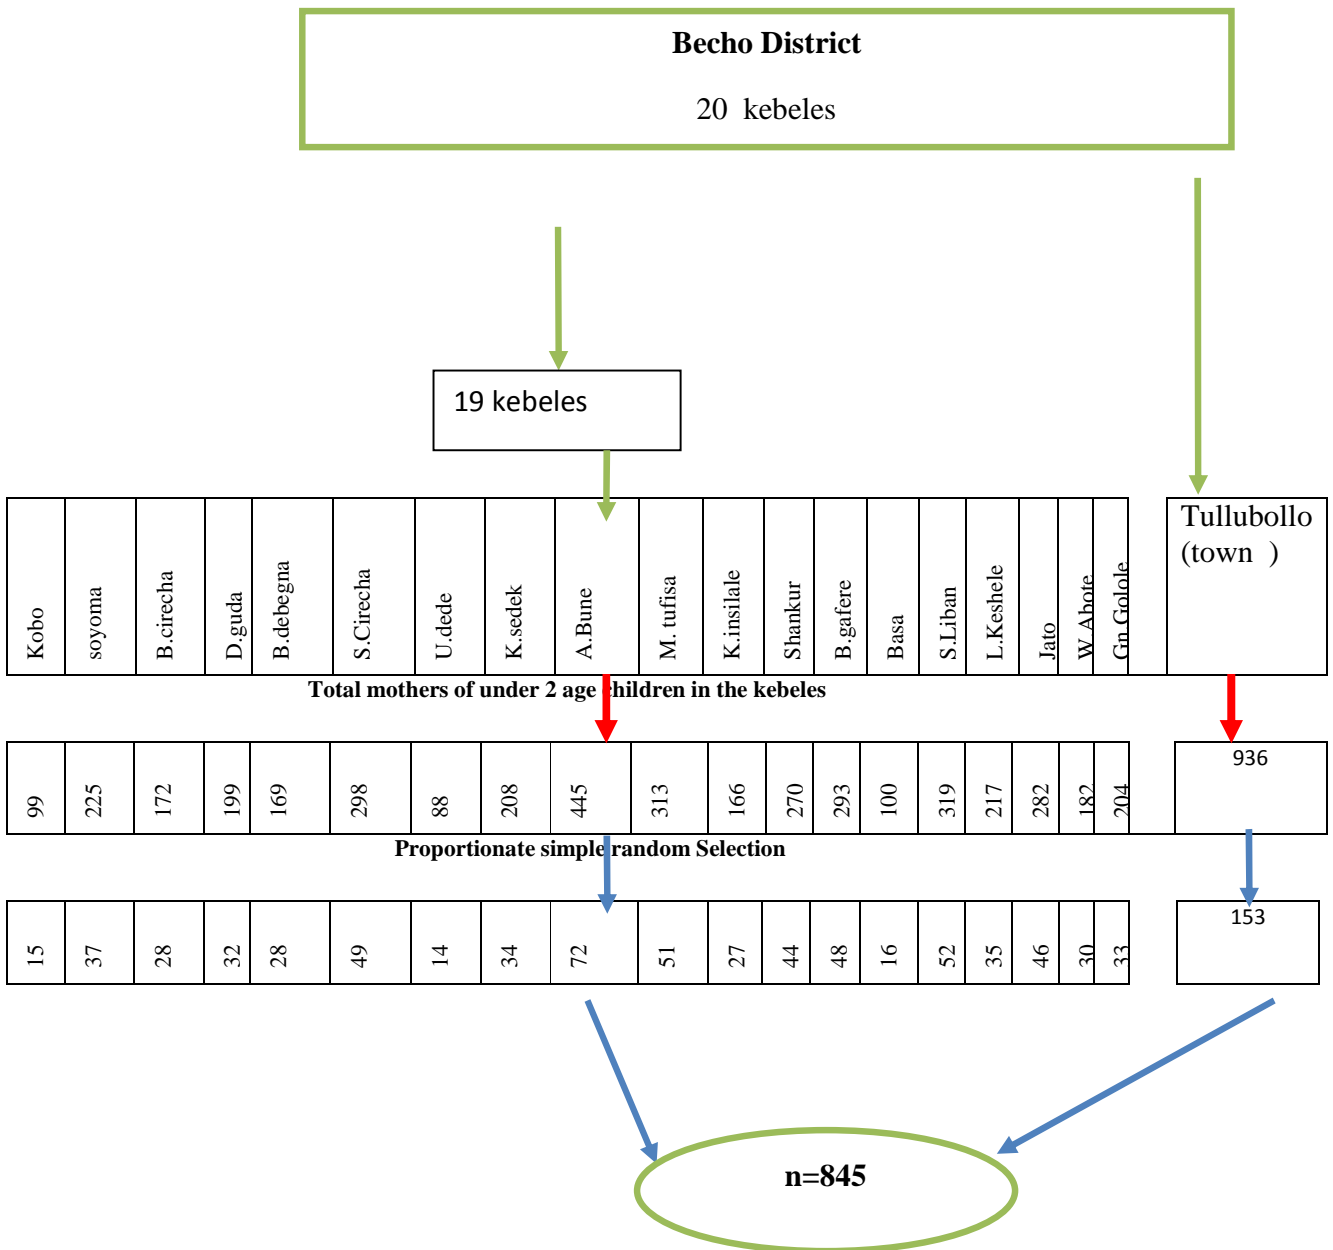 Becho District
20 kebeles
19 kebeles
Kobo
soyoma
B.cirecha
D.guda
B.debegna
S.Cirecha
U.dede
K.sedek
A.Bune
M. tufisa
K.insilale
Shankur
B.gafere
Basa
S.Liban
L.Keshele
Jato
W.Abote
Gn.Golole
Tullubollo
(town )
Total mothers of under 2 age children in the kebeles
99
225
172
199
169
298
88
208
445
313
166
270
293
100
319
217
282
182
204
936
Proportionate simple random Selection
15
37
28
32
28
49
14
34
72
51
27
44
48
16
52
35
46
30
33
153
n=845